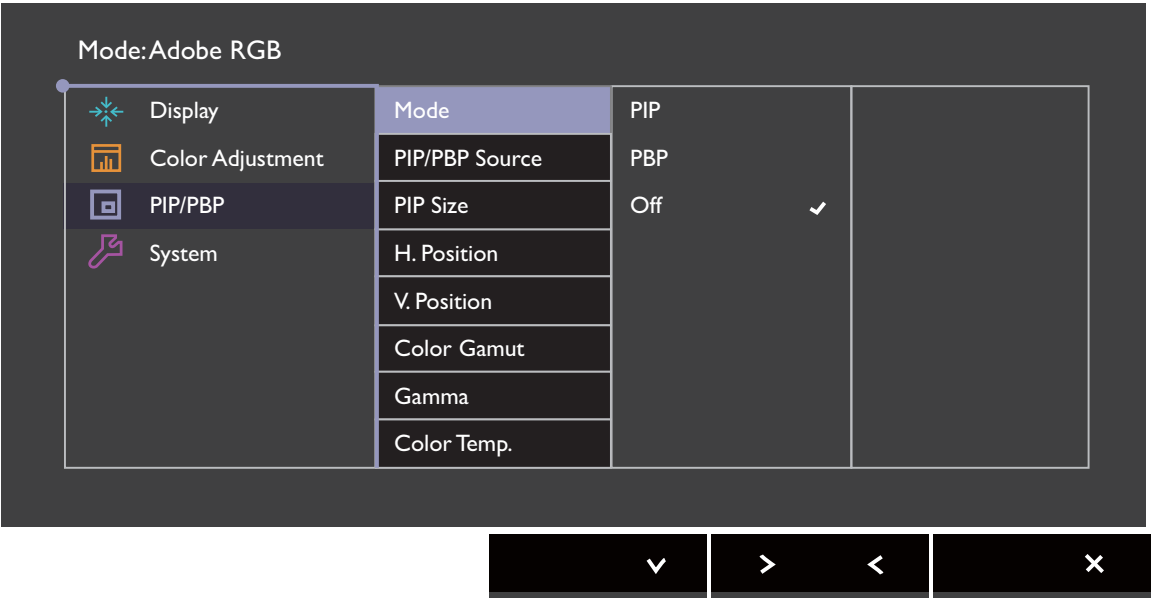 Mode: Adobe RGB
Display
Color Adjustment
PIP/PBP
System
Mode
PIP/PBP Source
PIP Size
H. Position
V. Position
Color Gamut
Gamma
Color Temp.
PIP
PBP
Off